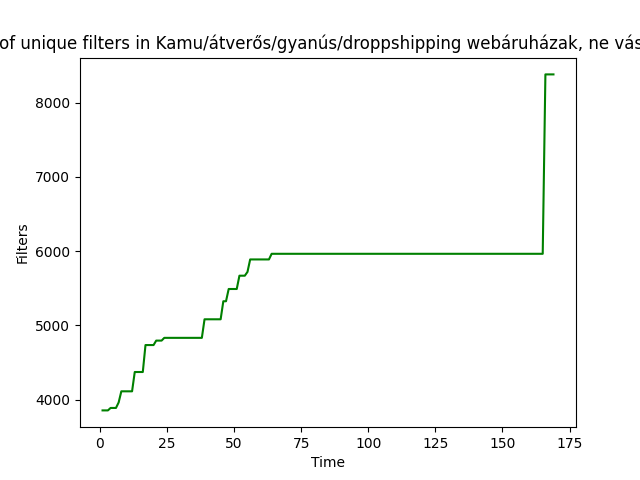 of unique filters in Kamu/átverős/gyanús/droppshipping webáruházak, ne vás
Filters
8000
7000
6000
5000
4000
0 25 50 75 100 125 150 175
Time